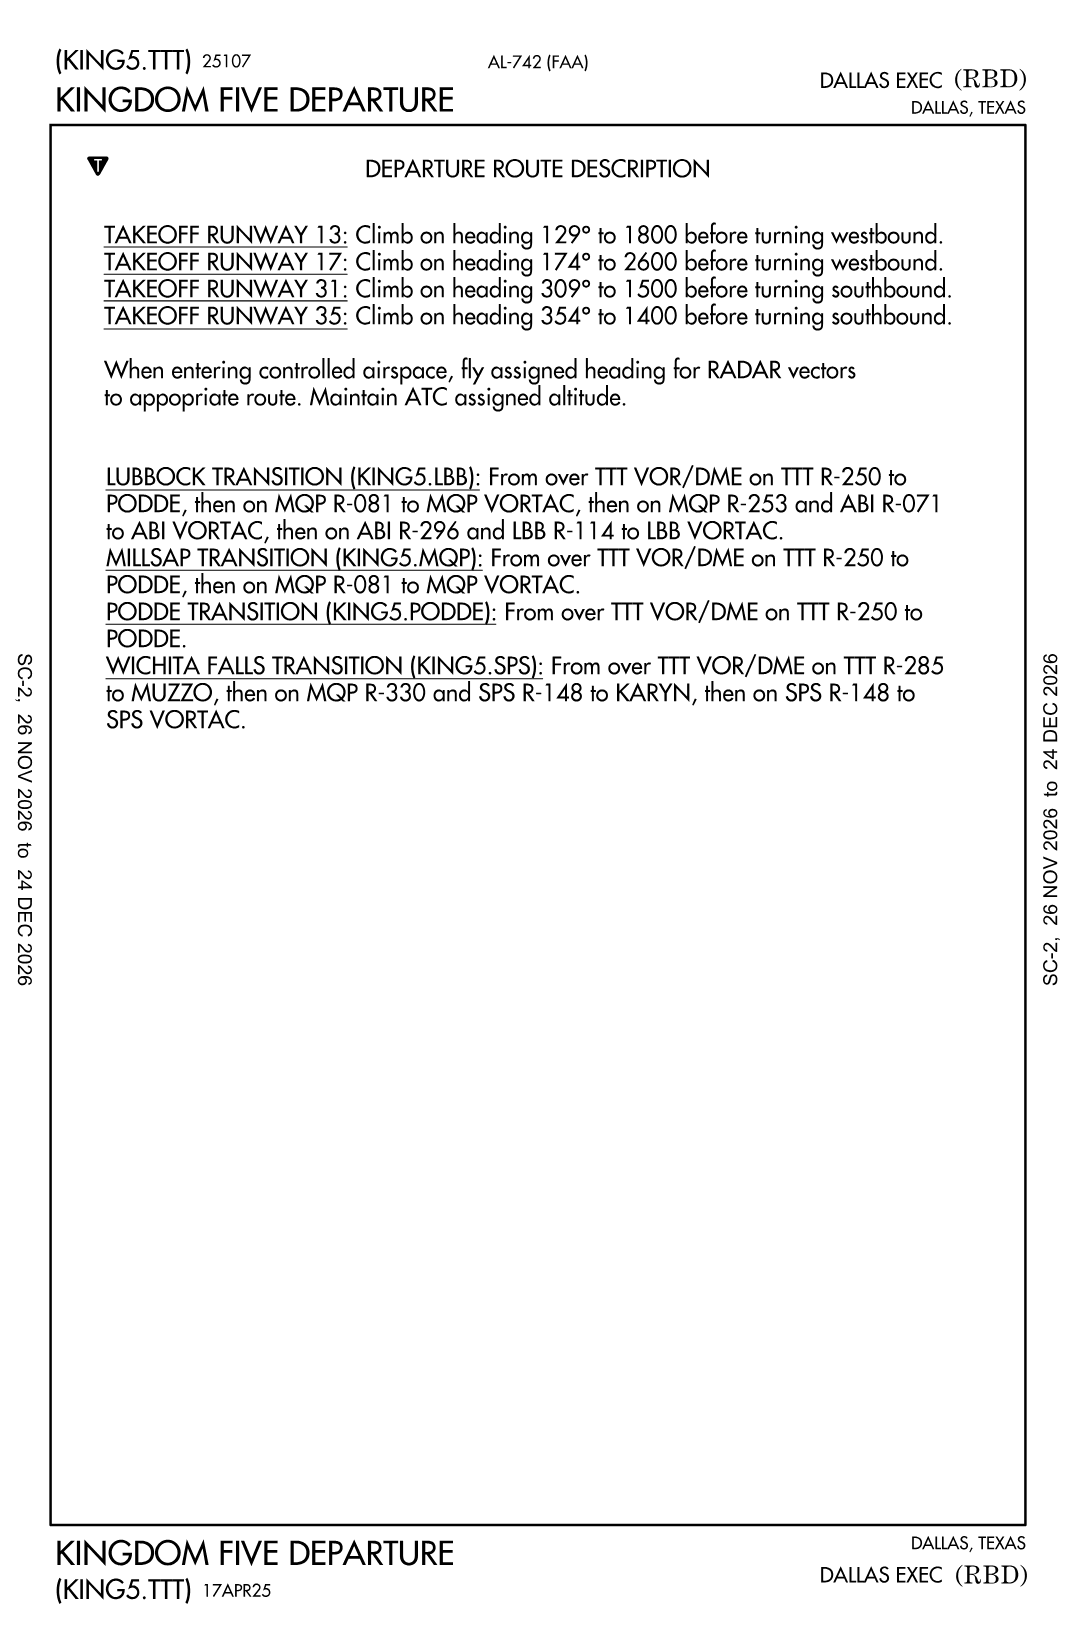 (KING5.TTT) 25107
AL-742 (FAA)
KINGDOM FIVE DEPARTURE
DALLAS EXEC (RBD)
DALLAS, TEXAS
T
DEPARTURE ROUTE DESCRIPTION
TAKEOFF RUNWAY 13: Climb on heading 129° to 1800 before turning westbound.
TAKEOFF RUNWAY 17: Climb on heading 174° to 2600 before turning westbound.
TAKEOFF RUNWAY 31: Climb on heading 309° to 1500 before turning southbound.
TAKEOFF RUNWAY 35: Climb on heading 354° to 1400 before turning southbound.
When entering controlled airspace, fly assigned heading for RADAR vectors
to appopriate route. Maintain ATC assigned altitude.
LUBBOCK TRANSITION (KING5.LBB): From over TTT VOR/DME on TTT R-250 to
PODDE, then on MQP R-081 to MQP VORTAC, then on MQP R-253 and ABI R-071
to ABI VORTAC, then on ABI R-296 and LBB R-114 to LBB VORTAC.
MILLSAP TRANSITION (KING5.MQP): From over TTT VOR/DME on TTT R-250 to
PODDE, then on MQP R-081 to MQP VORTAC.
PODDE TRANSITION (KING5.PODDE): From over TTT VOR/DME on TTT R-250 to
PODDE.
WICHITA FALLS TRANSITION (KING5.SPS): From over TTT VOR/DME on TTT R-285
to MUZZO, then on MQP R-330 and SPS R-148 to KARYN, then on SPS R-148 to
SPS VORTAC.
SC-2, 26 NOV 2026 to 24 DEC 2026
SC-2, 26 NOV 2026 to 24 DEC 2026
KINGDOM FIVE DEPARTURE
(KING5.TTT) 17APR25
DALLAS, TEXAS
DALLAS EXEC (RBD)